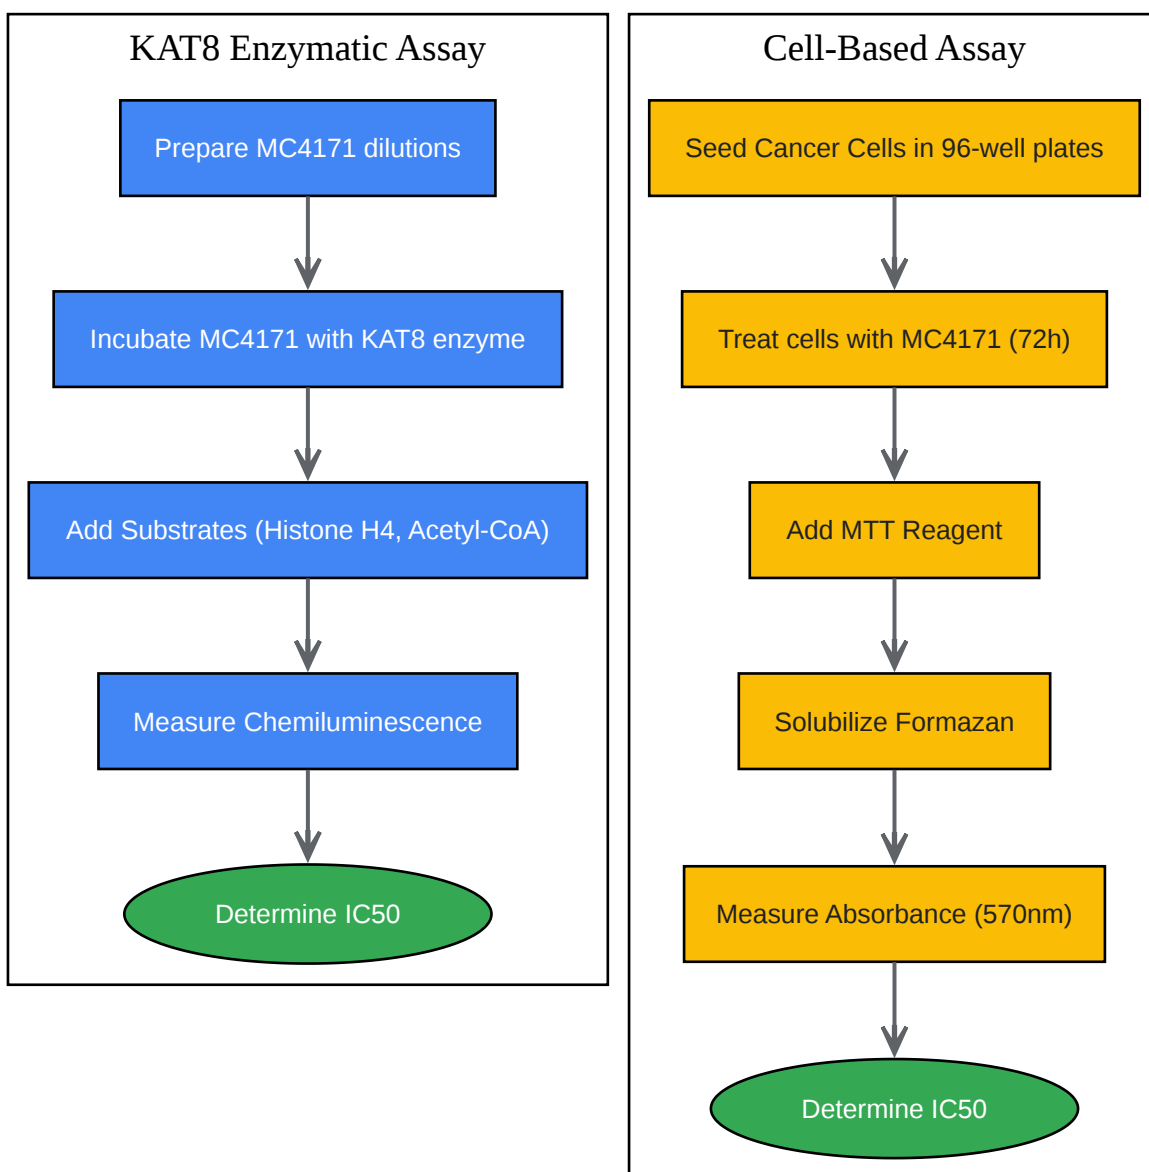 KAT8 Enzymatic Assay
Prepare MC4171 dilutions
Incubate MC4171 with KAT8 enzyme
Add Substrates (Histone H4, Acetyl-CoA)
Measure Chemiluminescence
Determine IC50
Cell-Based Assay
Seed Cancer Cells in 96-well plates
Treat cells with MC4171 (72h)
Add MTT Reagent
Solubilize Formazan
Measure Absorbance (570nm)
Determine IC50